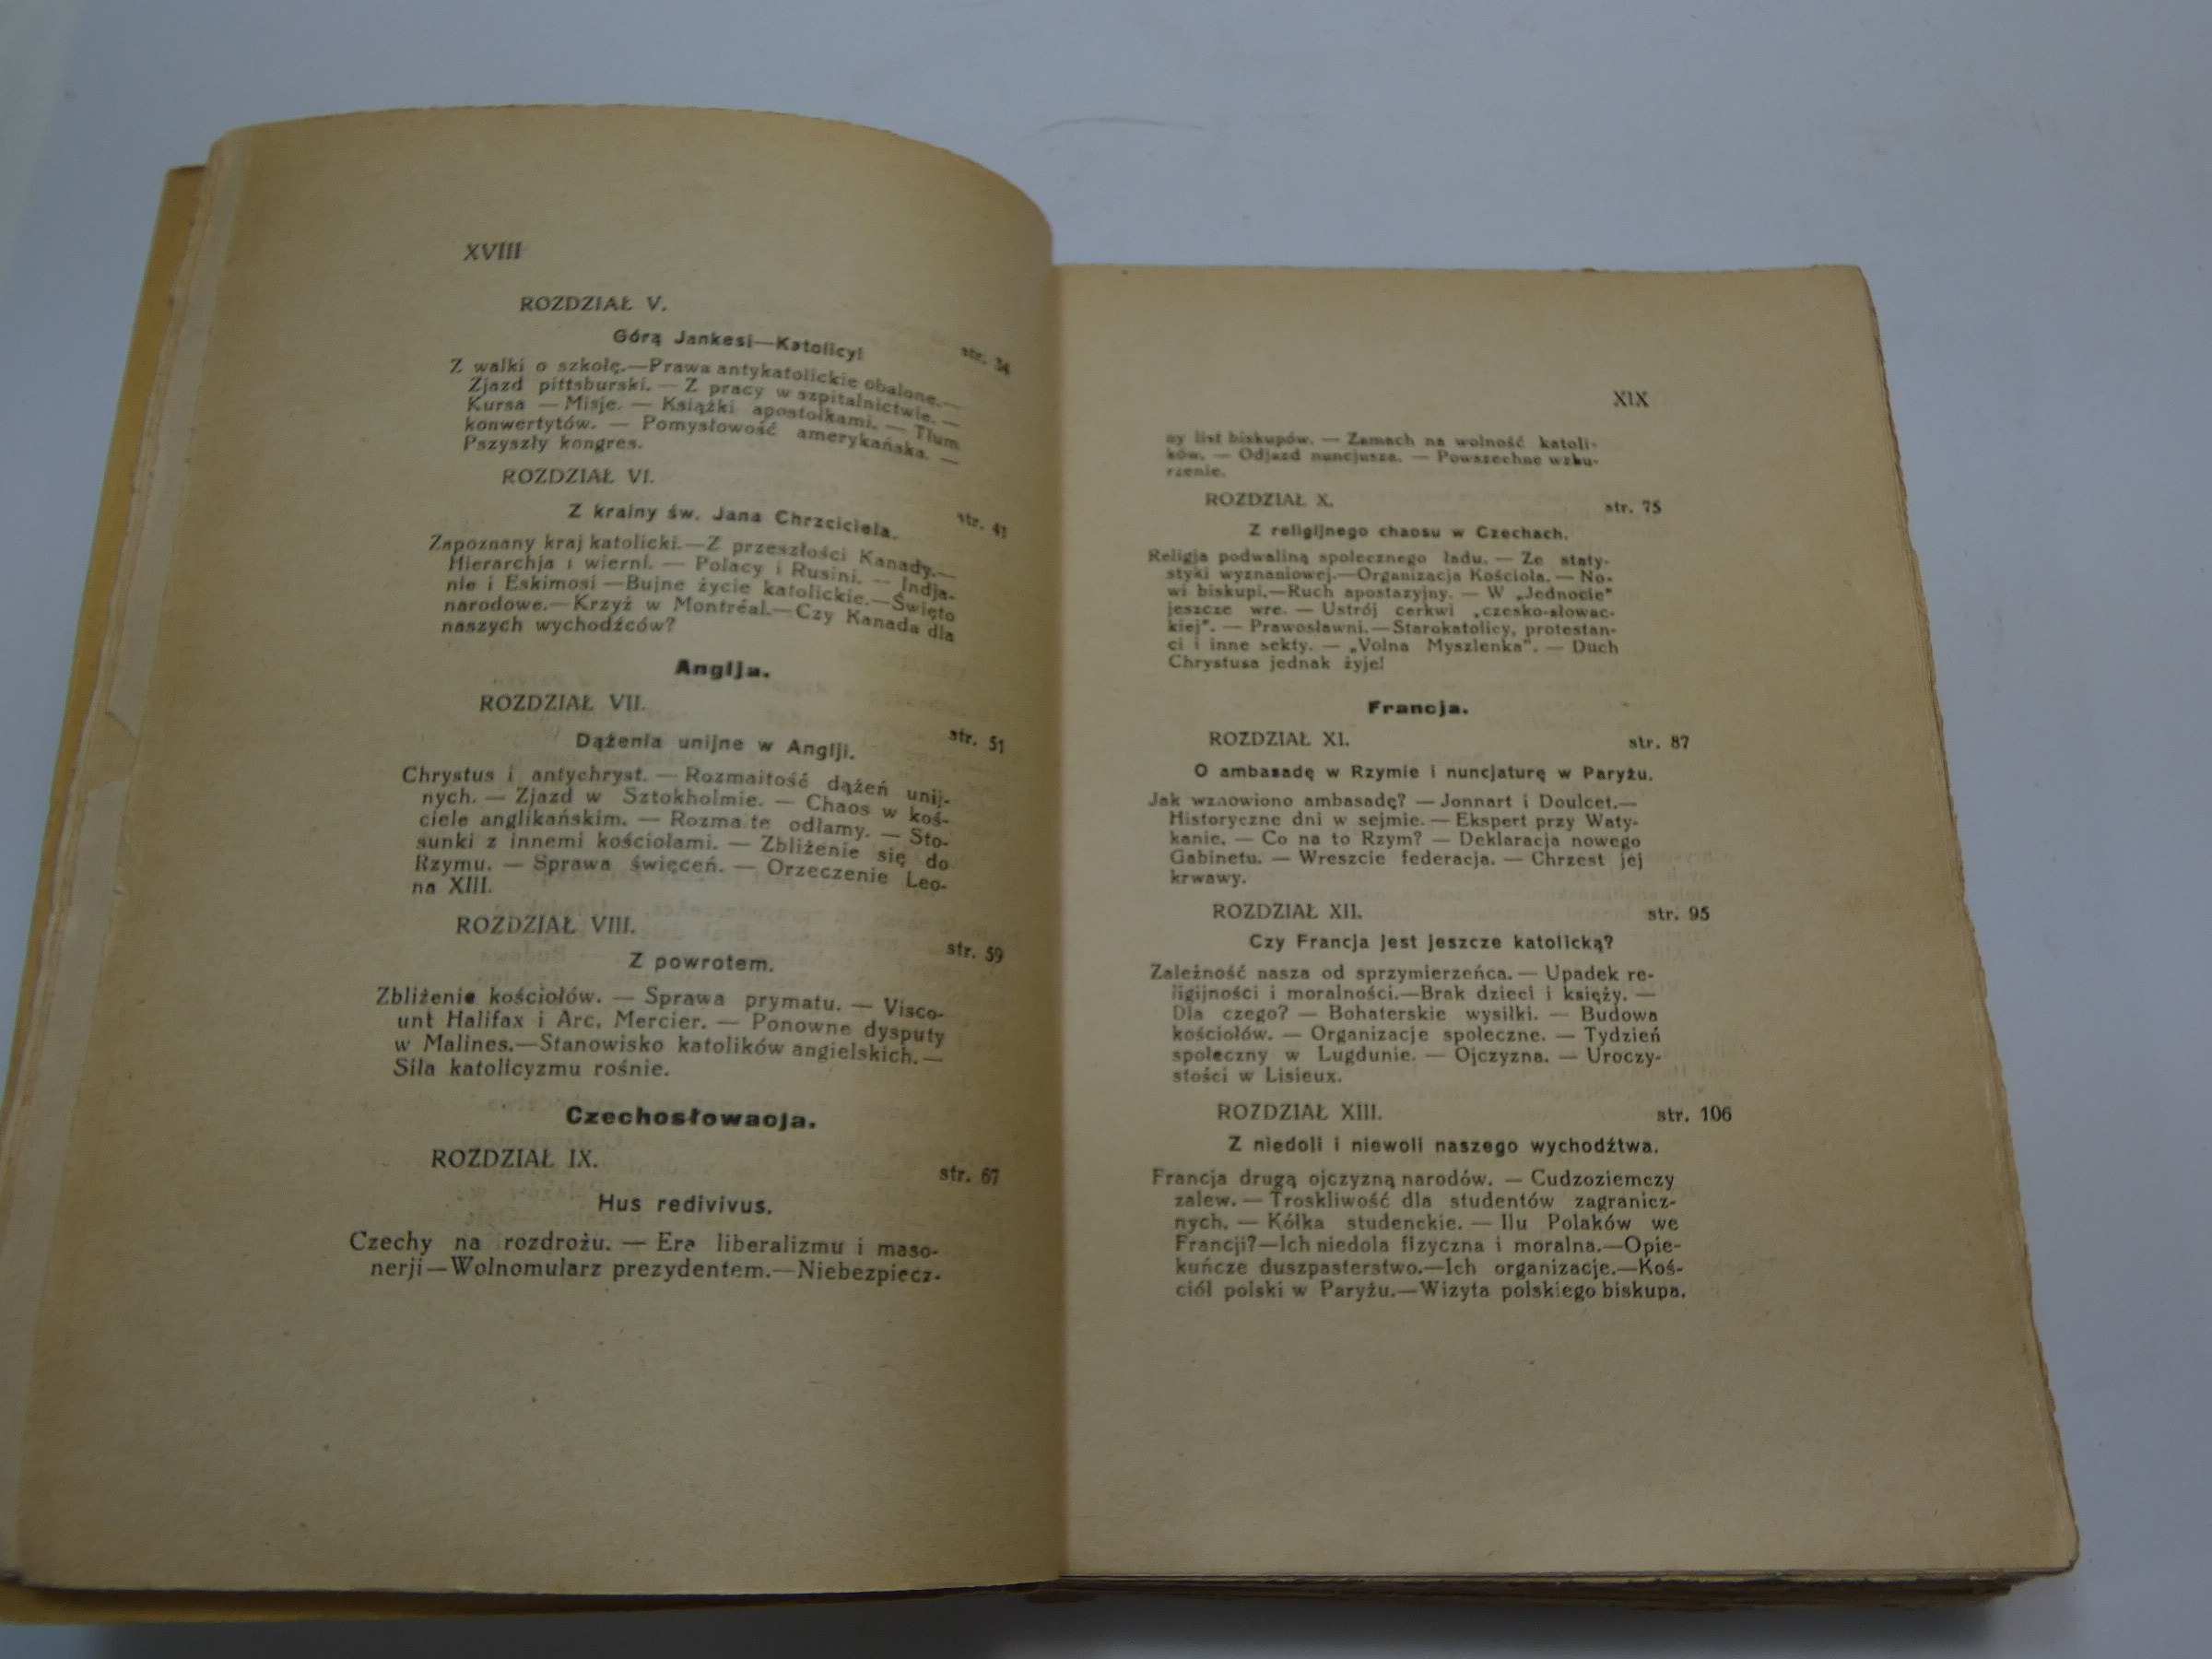 XVIII
ROZDZIAŁ V.
str. 34
Górą Jankesi—Katolicy!
Z walki o szkołę.—Prawa antykatolickie obalone.—
Zjazd pittsburski. — Z pracy w szpitalnictwie. —
Kursa — Misje. — Książki apostołkami. — Tłum
konwertytów. — Pomysłowość amerykańska. —
Pszyszły kongres.
ROZDZIAŁ VI.
str. 41
Z krainy św. Jana Chrzciciela.
Zapoznany kraj katolicki.—Z przeszłości Kanady.—
Hierarchja i wierni. — Polacy i Rusini. — Indja-
nie i Eskimosi —Bujne życie katolickie.—Święto
narodowe.—Krzyż w Montréal.—Czy Kanada dla
naszych wychodźców?
Anglja.
ROZDZIAŁ VII.
str. 51
Dążenia unijne w Anglji.
Chrystus i antychryst. — Rozmaitość dążeń unij-
nych. — Zjazd w Sztokholmie. — Chaos w koś-
ciele anglikańskim. — Rozma te odłamy. — Sto-
sunki z innemi kościołami. — Zbliżenie się do
Rzymu. — Sprawa święceń. — Orzeczenie Leo-
na XIII.
ROZDZIAŁ VIII.
str. 59
Z powrotem.
Zbliżenie kościołów. — Sprawa prymatu. — Visco-
unt Halifax i Arc. Mercier. — Ponowne dysputy
w Malines.—Stanowisko katolików angielskich.—
Siła katolicyzmu rośnie.
Czechosłowacja.
ROZDZIAŁ IX.
str. 67
Hus redivivus.
Czechy na rozdrożu. — Era liberalizmu i maso-
nerji—Wolnomularz prezydentem.—Niebezpiecz-
XIX
ny list biskupów. — Zamach na wolność katoli-
ków. — Odjazd nuncjusza. — Powszechne wzbu-
rzenie.
ROZDZIAŁ X.
str. 75
Z religijnego chaosu w Czechach.
Religja podwaliną społecznego ładu. — Ze staty-
styki wyznaniowej.—Organizacja Kościoła. — No-
wi biskupi.—Ruch apostazyjny. — W „Jednocie"
jeszcze wre. — Ustrój cerkwi „czesko-słowac-
kiej". — Prawosławni.—Starokatolicy, protestan-
ci i inne sekty. — „Volna Myszlenka". — Duch
Chrystusa jednak żyje!
Francja.
ROZDZIAŁ XI.
str. 87
O ambasadę w Rzymie i nuncjaturę w Paryżu.
Jak wznowiono ambasadę? — Jonnart i Doulcet.—
Historyczne dni w sejmie. — Ekspert przy Waty-
kanie. — Co na to Rzym? — Deklaracja nowego
Gabinetu. — Wreszcie federacja. — Chrzest jej
krwawy.
ROZDZIAŁ XII.
str. 95
Czy Francja jest jeszcze katolicką?
Zależność nasza od sprzymierzeńca. — Upadek re-
ligijności i moralności.—Brak dzieci i księży. —
Dla czego? — Bohaterskie wysiłki. — Budowa
kościołów. — Organizacje społeczne. — Tydzień
społeczny w Lugdunie. — Ojczyzna. — Uroczy-
stości w Lisieux.
ROZDZIAŁ XIII.
str. 106
Z niedoli i niewoli naszego wychodźtwa.
Francja drugą ojczyzną narodów. — Cudzoziemczy
zalew. — Troskliwość dla studentów zagranicz-
nych. — Kółka studenckie. — Ilu Polaków we
Francji?—Ich niedola fizyczna i moralna.—Opie-
kuńcze duszpasterstwo.—Ich organizacje.—Koś-
ciół polski w Paryżu.—Wizyta polskiego biskupa.